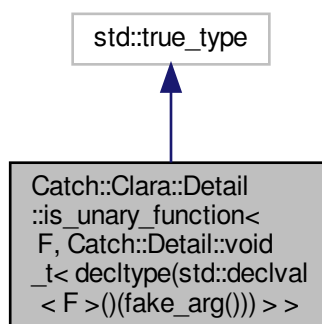 std::true_type
Catch::Clara::Detail
::is_unary_function<
F, Catch::Detail::void
_t< decltype(std::declval
< F >()(fake_arg())) > >